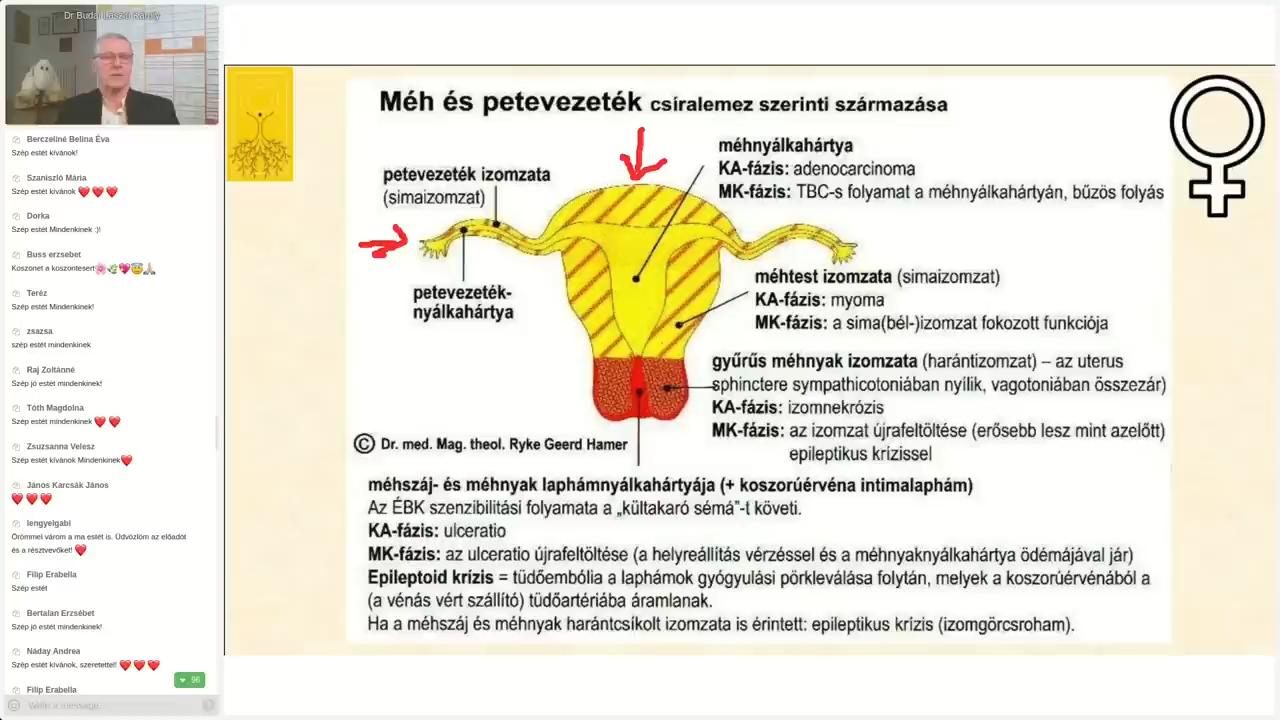 Dr Budai László Károly
Berczeliné Belina Éva
Szép estét kívánok!
Szaniszló Mária
Szép estét kívánok
Dorka
Szép estét Mindenkinek :)!
Buss erzsebet
Koszonet a koszontesert
Teréz
Szép estét Mindenkinek!
zsazsa
szép estét mindenkinek
Raj Zoltánné
Szép jó estét mindenkinek!
Tóth Magdolna
Szép estét mindenkinek
Zsuzsanna Velesz
Szép estét kívánok Mindenkinek
János Karcsák János
lengyelgabi
Örömmel várom a ma estét is. Üdvözlöm az előadót
és a résztvevőket!
Filip Erabella
Szép estét
Bertalan Erzsébet
Szép jó estét mindenkinek!
Náday Andrea
Szép estét kívánok, szeretettel!
96
Filip Erabella
Write a message...
Méh és petevezeték csíralemez szerinti származása
petevezeték izomzata
(simaizomzat)
petevezeték-
nyálkahártya
méhnyálkahártya
KA-fázis: adenocarcinoma
MK-fázis: TBC-s folyamat a méhnyálkahártyán, bűzös folyás
méhtest izomzata (simaizomzat)
KA-fázis: myoma
MK-fázis: a sima(bél-)izomzat fokozott funkciója
gyűrűs méhnyak izomzata (harántizomzat) – az uterus
sphinctere sympathicotoniában nyílik, vagotoniában összezár)
KA-fázis: izomnekrózis
MK-fázis: az izomzat újrafeltöltése (erősebb lesz mint azelőtt)
epileptikus krízissel
© Dr. med. Mag. theol. Ryke Geerd Hamer
méhszáj- és méhnyak laphámnyálkahártyája (+ koszorúérvéna intimalaphám)
Az ÉBK szenzibilitási folyamata a „kültakaró sémá”-t követi.
KA-fázis: ulceratio
MK-fázis: az ulceratio újrafeltöltése (a helyreállítás vérzéssel és a méhnyaknyálkahártya ödémájával jár)
Epileptoid krízis = tüdőembólia a laphámok gyógyulási pörkleválása folytán, melyek a koszorúérvénából a
(a vénás vért szállító) tüdőartériába áramlanak.
Ha a méhszáj és méhnyak harántcsíkolt izomzata is érintett: epileptikus krízis (izomgörcsroham).